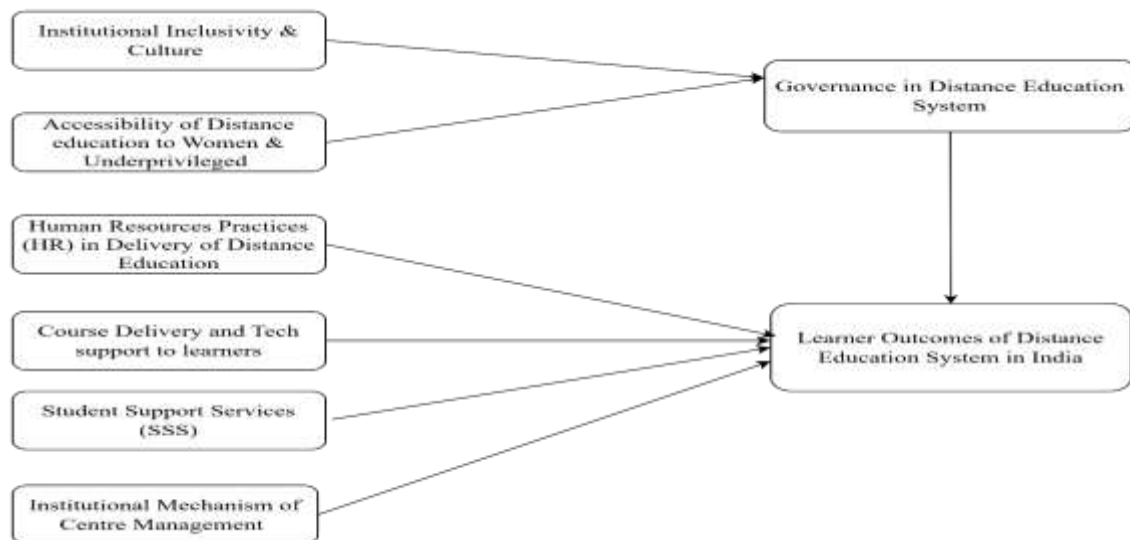 Institutional Inclusivity &
Culture
Governance in Distance Education
System
Accessibility of Distance
education to Women &
Underprivileged
Human Resources Practices
(HR) in Delivery of Distance
Education
Course Delivery and Tech
support to learners
Learner Outcomes of Distance
Education System in India
Student Support Services
(SSS)
Institutional Mechanism of
Centre Management